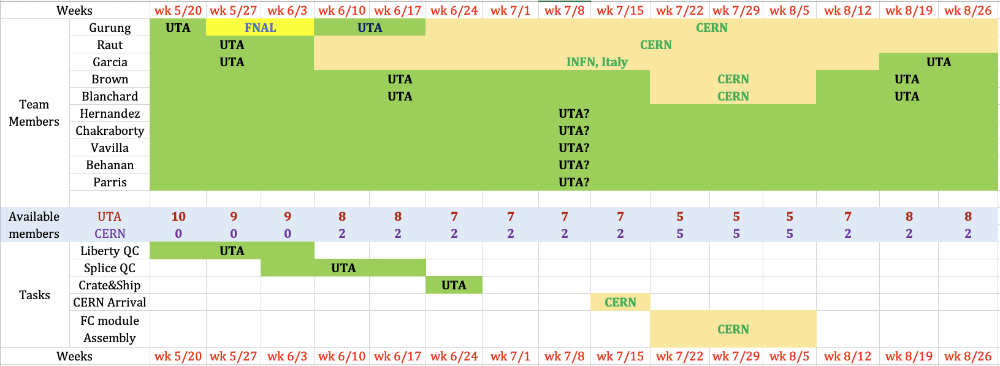 Weeks wk 5/20 wk 5/27 wk 6/3 wk 6/10 wk 6/17 wk 6/24 wk 7/1 wk 7/8 wk 7/15 wk 7/22 wk 7/29 wk 8/5 wk 8/12 wk 8/19 wk 8/26
Team
Members
Gurung UTA FNAL UTA CERN
Raut UTA CERN
Garcia UTA INFN, Italy UTA
Brown UTA CERN UTA
Blanchard UTA CERN UTA
Hernandez UTA?
Chakraborty UTA?
Vavilla UTA?
Behanan UTA?
Parris UTA?
Available
members
UTA 10 9 9 8 8 7 7 7 7 5 5 5 7 8 8
CERN 0 0 0 2 2 2 2 2 2 5 5 5 2 2 2
Tasks
Liberty QC UTA
Splice QC UTA
Crate&Ship UTA
CERN Arrival CERN
FC module
Assembly
CERN
Weeks wk 5/20 wk 5/27 wk 6/3 wk 6/10 wk 6/17 wk 6/24 wk 7/1 wk 7/8 wk 7/15 wk 7/22 wk 7/29 wk 8/5 wk 8/12 wk 8/19 wk 8/26